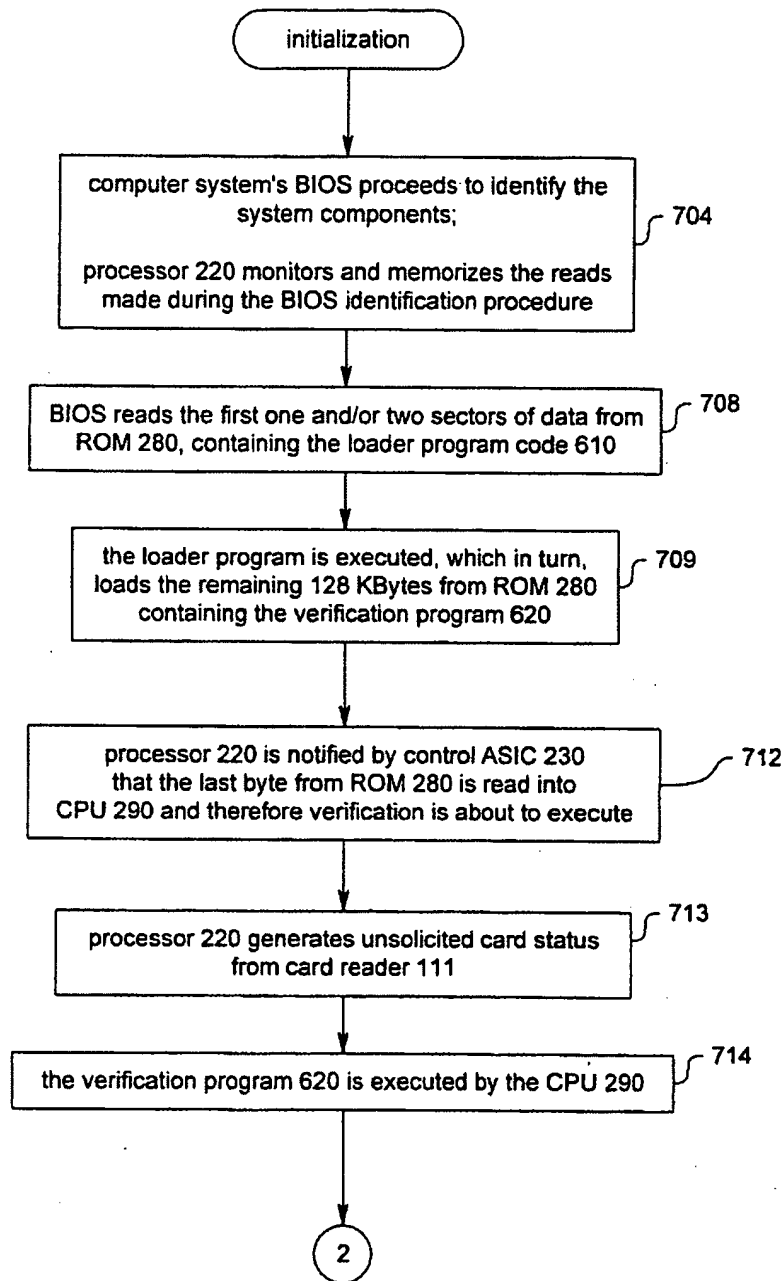 initialization
computer system's BIOS proceeds to identify the
system components;
704
processor 220 monitors and memorizes the reads
made during the BIOS identification procedure
708
BIOS reads the first one and/or two sectors of data from
ROM 280, containing the loader program code 610
709
the loader program is executed, which in turn,
loads the remaining 128 KBytes from ROM 280
containing the verification program 620
712
processor 220 is notified by control ASIC 230
that the last byte from ROM 280 is read into
CPU 290 and therefore verification is about to execute
713
processor 220 generates unsolicited card status
from card reader 111
714
the verification program 620 is executed by the CPU 290
2